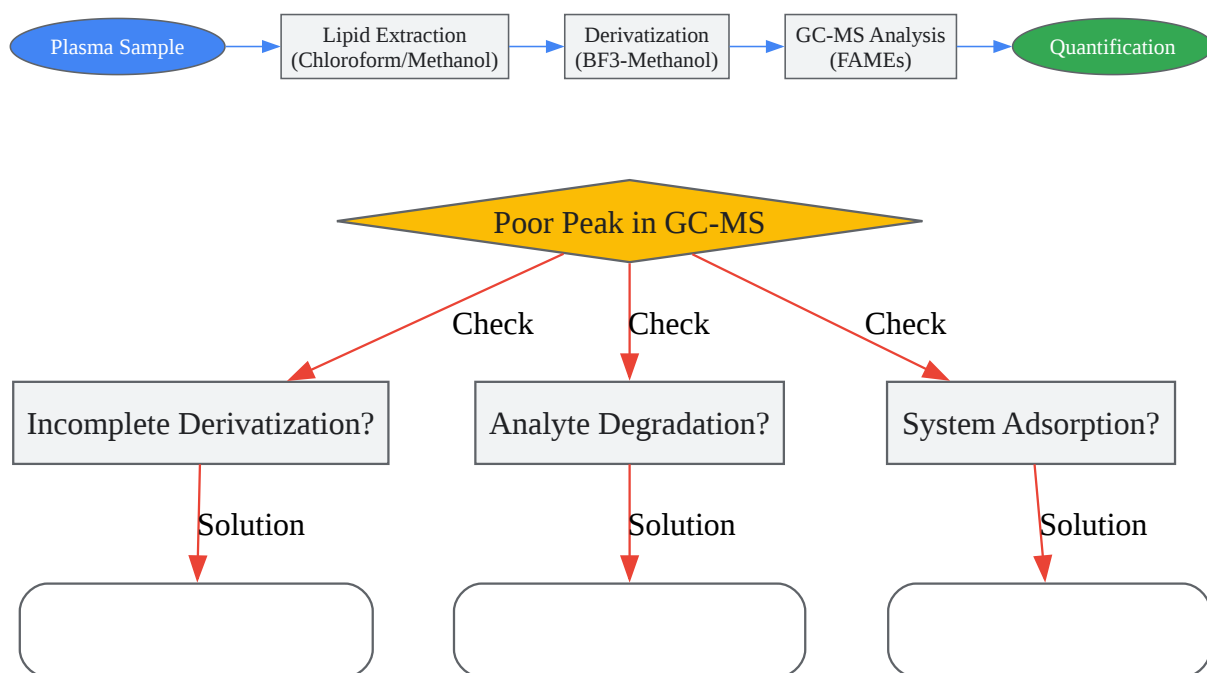 Plasma Sample
Lipid Extraction
(Chloroform/Methanol)
Derivatization
(BF3-Methanol)
GC-MS Analysis
(FAMEs)
Quantification
Poor Peak in GC-MS
Check
Check
Check
Incomplete Derivatization?
Analyte Degradation?
System Adsorption?
Solution
Solution
Solution